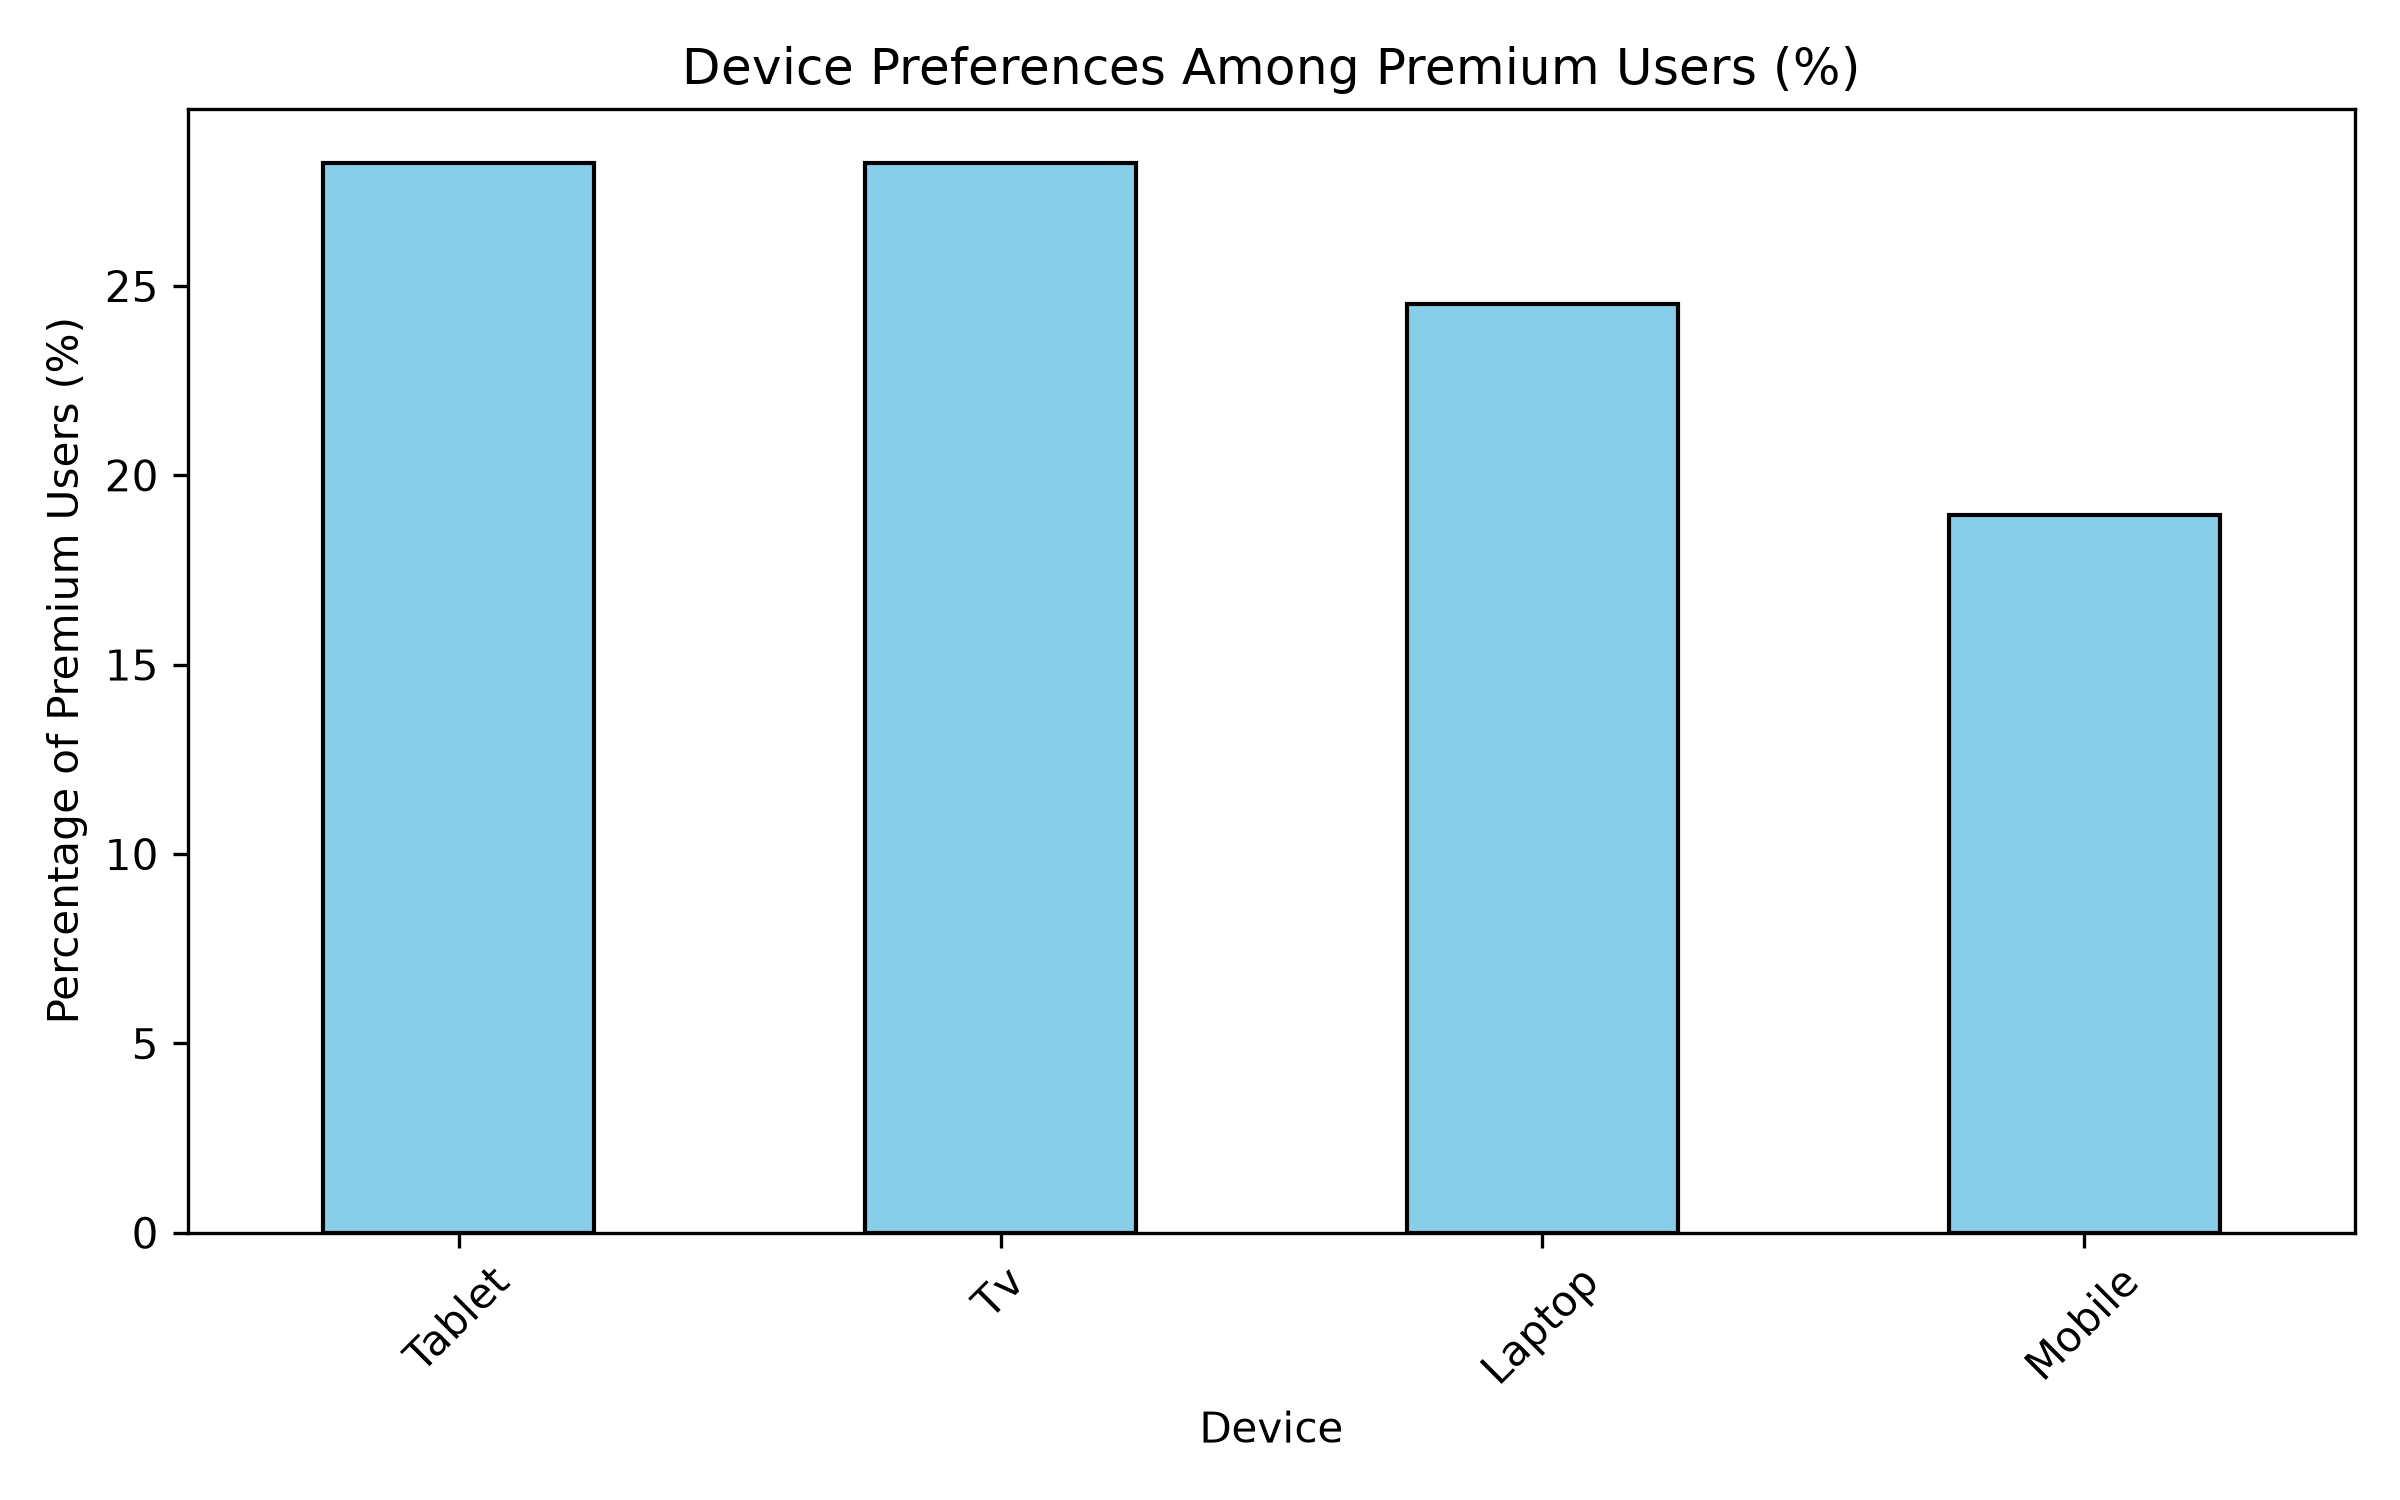 Device Preferences Among Premium Users (%)
Percentage of Premium Users (%)
25
20
15
10
5
0
Tablet
Tv
Laptop
Mobile
Device